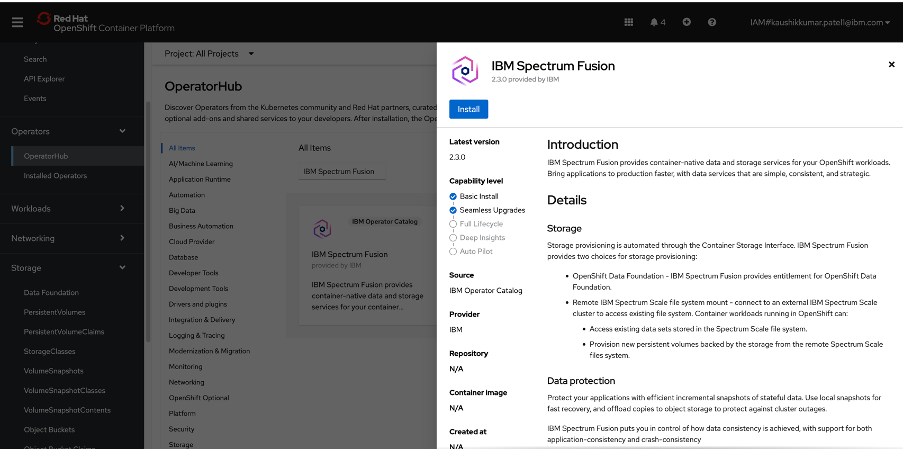 Red Hat
OpenShift Container Platform
4
IAM#kaushikkumar.patell@ibm.com
Search
API Explorer
Events
Operators
OperatorHub
Installed Operators
Workloads
Networking
Storage
Data Foundation
PersistentVolumes
PersistentVolumeClaims
StorageClasses
VolumeSnapshots
VolumeSnapshotClasses
VolumeSnapshotContents
Object Buckets
Project: All Projects
OperatorHub
Discover Operators from the Kubernetes community and Red Hat partners, curated
optional add-ons and shared services to your developers. After installation, the
All Items
AI/Machine Learning
Application Runtime
Automation
Big Data
Business Automation
Cloud Provider
Database
Developer Tools
Development Tools
Drivers and plugins
Integration & Delivery
Logging & Tracing
Modernization & Migration
Monitoring
Networking
OpenShift Optional
Platform
Security
Storage
All Items
IBM Spectrum Fusion
IBM Operator Catalog
IBM Spectrum Fusion
provided by IBM
IBM Spectrum Fusion provides
container-native data and storage
services for your container...
IBM Spectrum Fusion
2.3.0 provided by IBM
Install
Latest version
2.3.0
Capability level
Basic Install
Seamless Upgrades
Full Lifecycle
Deep Insights
Auto Pilot
Source
IBM Operator Catalog
Provider
IBM
Repository
N/A
Container image
N/A
Created at
N/A
Introduction
IBM Spectrum Fusion provides container-native data and storage services for your OpenShift workloads.
Bring applications to production faster, with data services that are simple, consistent, and strategic.
Details
Storage
Storage provisioning is automated through the Container Storage Interface. IBM Spectrum Fusion
provides two choices for storage provisioning:
• OpenShift Data Foundation - IBM Spectrum Fusion provides entitlement for OpenShift Data
Foundation.
• Remote IBM Spectrum Scale file system mount - connect to an external IBM Spectrum Scale
cluster to access existing file system. Container workloads running in OpenShift can:
• Access existing data sets stored in the Spectrum Scale file system.
• Provision new persistent volumes backed by the storage from the remote Spectrum Scale
files system.
Data protection
Protect your applications with efficient incremental snapshots of stateful data. Use local snapshots for
fast recovery, and offload copies to object storage to protect against cluster outages.
IBM Spectrum Fusion puts you in control of how data consistency is achieved, with support for both
application-consistency and crash-consistency